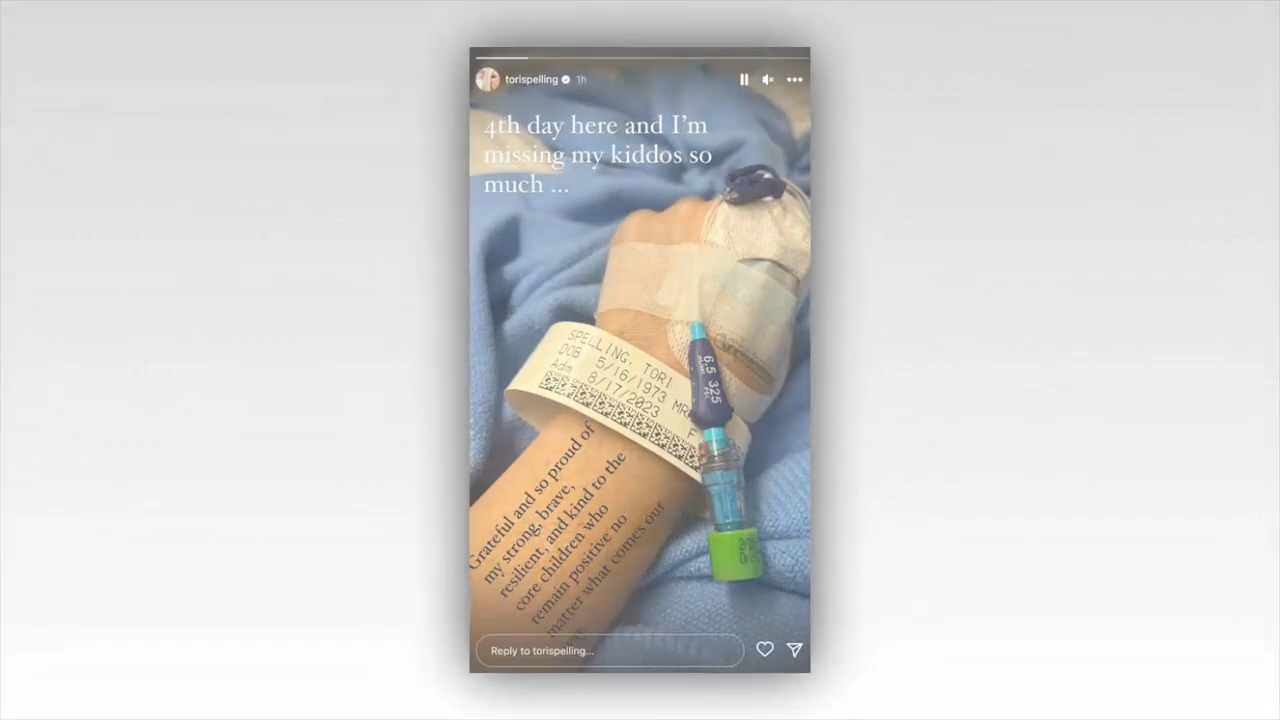 torispelling 1h
4th day here and I'm
missing my kiddos so
much ...
SPELLING, TORI
DOB 5/16/1973 MR
Adm 8/17/2023 F
6.5 325
Grateful and so proud of
my strong, brave,
resilient, and kind to the
core children who
remain positive no
matter what comes our
way.
Reply to torispelling...